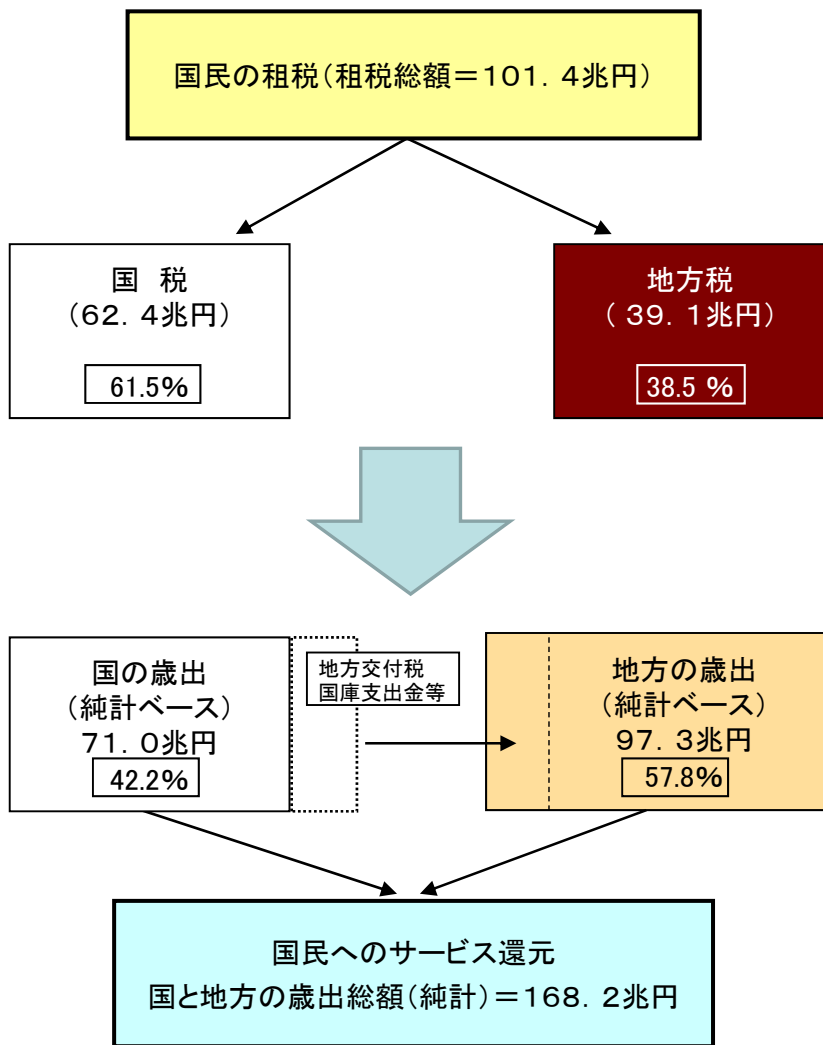 国民の租税(租税総額=101.4兆円)
国 税
(62.4兆円)
61.5%
地方税
( 39.1兆円)
38.5 %
国の歳出
(純計ベース)
71.0兆円
42.2%
地方交付税
国庫支出金等
地方の歳出
(純計ベース)
97.3兆円
57.8%
国民へのサービス還元
国と地方の歳出総額(純計)=168.2兆円